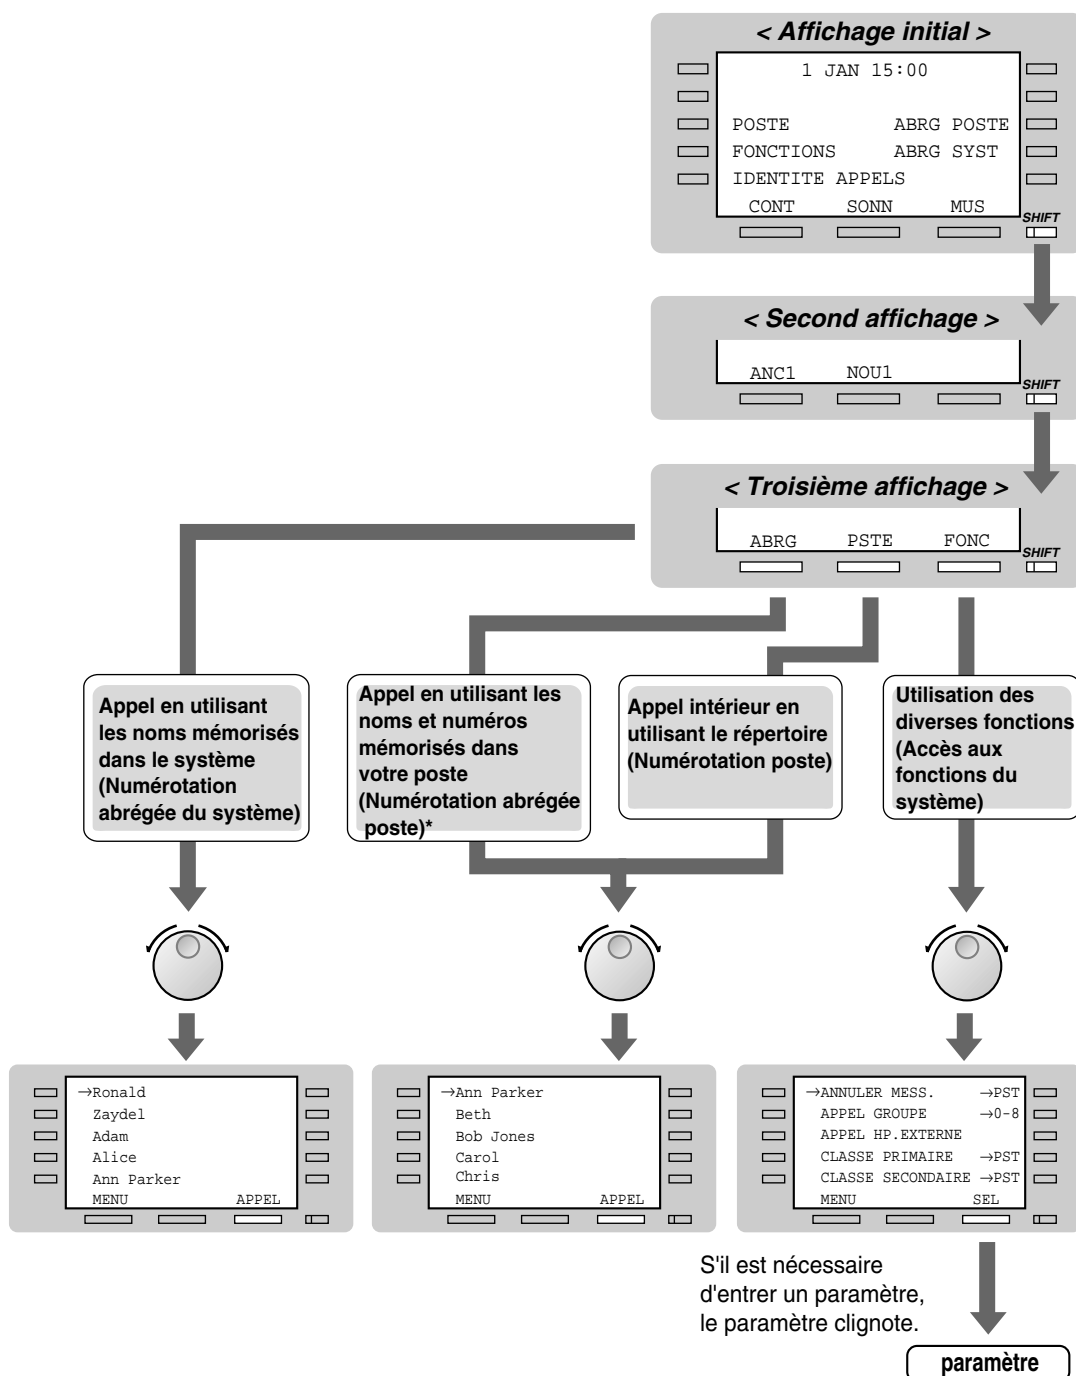 < Affichage initial >
1 JAN 15:00
POSTE ABRG POSTE
FONCTIONS ABRG SYST
IDENTITE APPELS
CONT SONN MUS
SHIFT
< Second affichage >
ANC1 NOU1
SHIFT
< Troisième affichage >
ABRG PSTE FONC
SHIFT
Appel en utilisant
les noms mémorisés
dans le système
(Numérotation
abrégée du système)
Appel en utilisant les
noms et numéros
mémorisés dans
votre poste
(Numérotation abrégée
poste)*
Appel intérieur en
utilisant le répertoire
(Numérotation poste)
Utilisation des
diverses fonctions
(Accès aux
fonctions du
système)
→Ronald
Zaydel
Adam
Alice
Ann Parker
MENU APPEL
→Ann Parker
Beth
Bob Jones
Carol
Chris
MENU APPEL
→ANNULER MESS. →PST
APPEL GROUPE →0-8
APPEL HP.EXTERNE
CLASSE PRIMAIRE →PST
CLASSE SECONDAIRE →PST
MENU SEL
S'il est nécessaire
d'entrer un paramètre,
le paramètre clignote.
paramètre